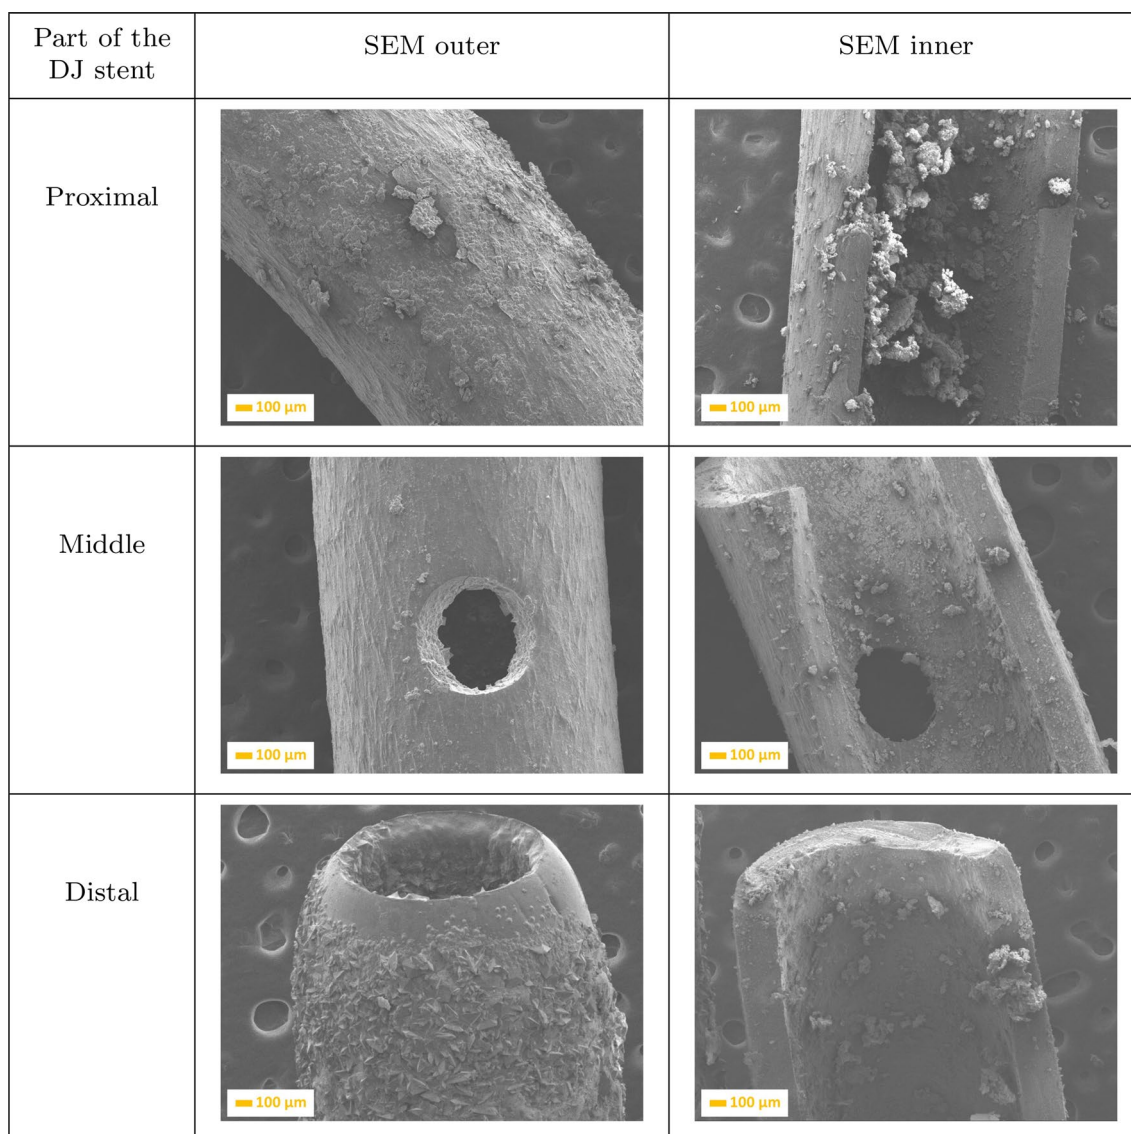 Part of the
DJ stent
SEM outer
SEM inner
Proximal
100 µm
100 µm
Middle
100 µm
100 µm
Distal
100 µm
100 µm